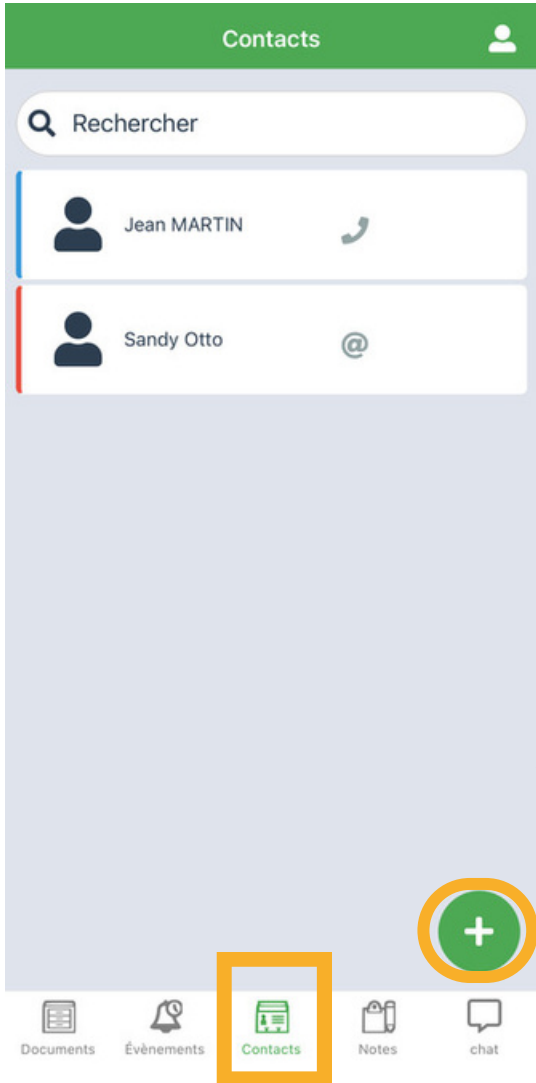 Contacts
Rechercher
Jean MARTIN
Sandy Otto
@
+
Documents
Évènements
Contacts
Notes
chat